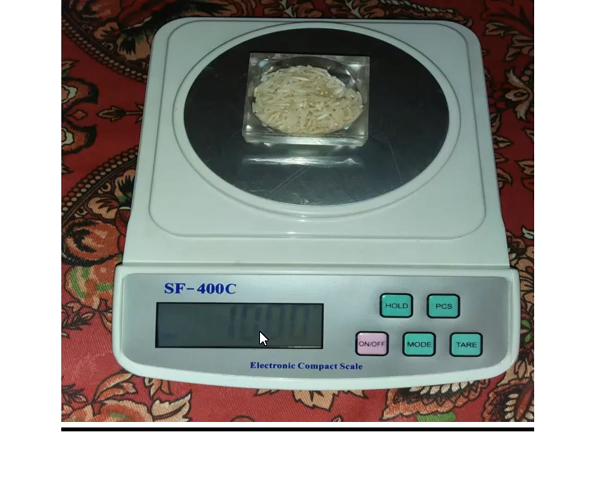 SF-400C
HOLD
PCS
ON/OFF
MODE
TARE
Electronic Compact Scale